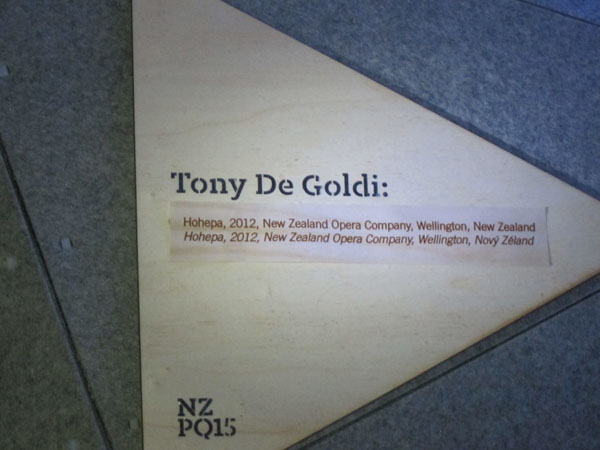 Tony De Goldi:
Hohepa, 2012, New Zealand Opera Company, Wellington, New Zealand
Hohepa, 2012, New Zealand Opera Company, Wellington, Nový Zéland
NZ
PQ15